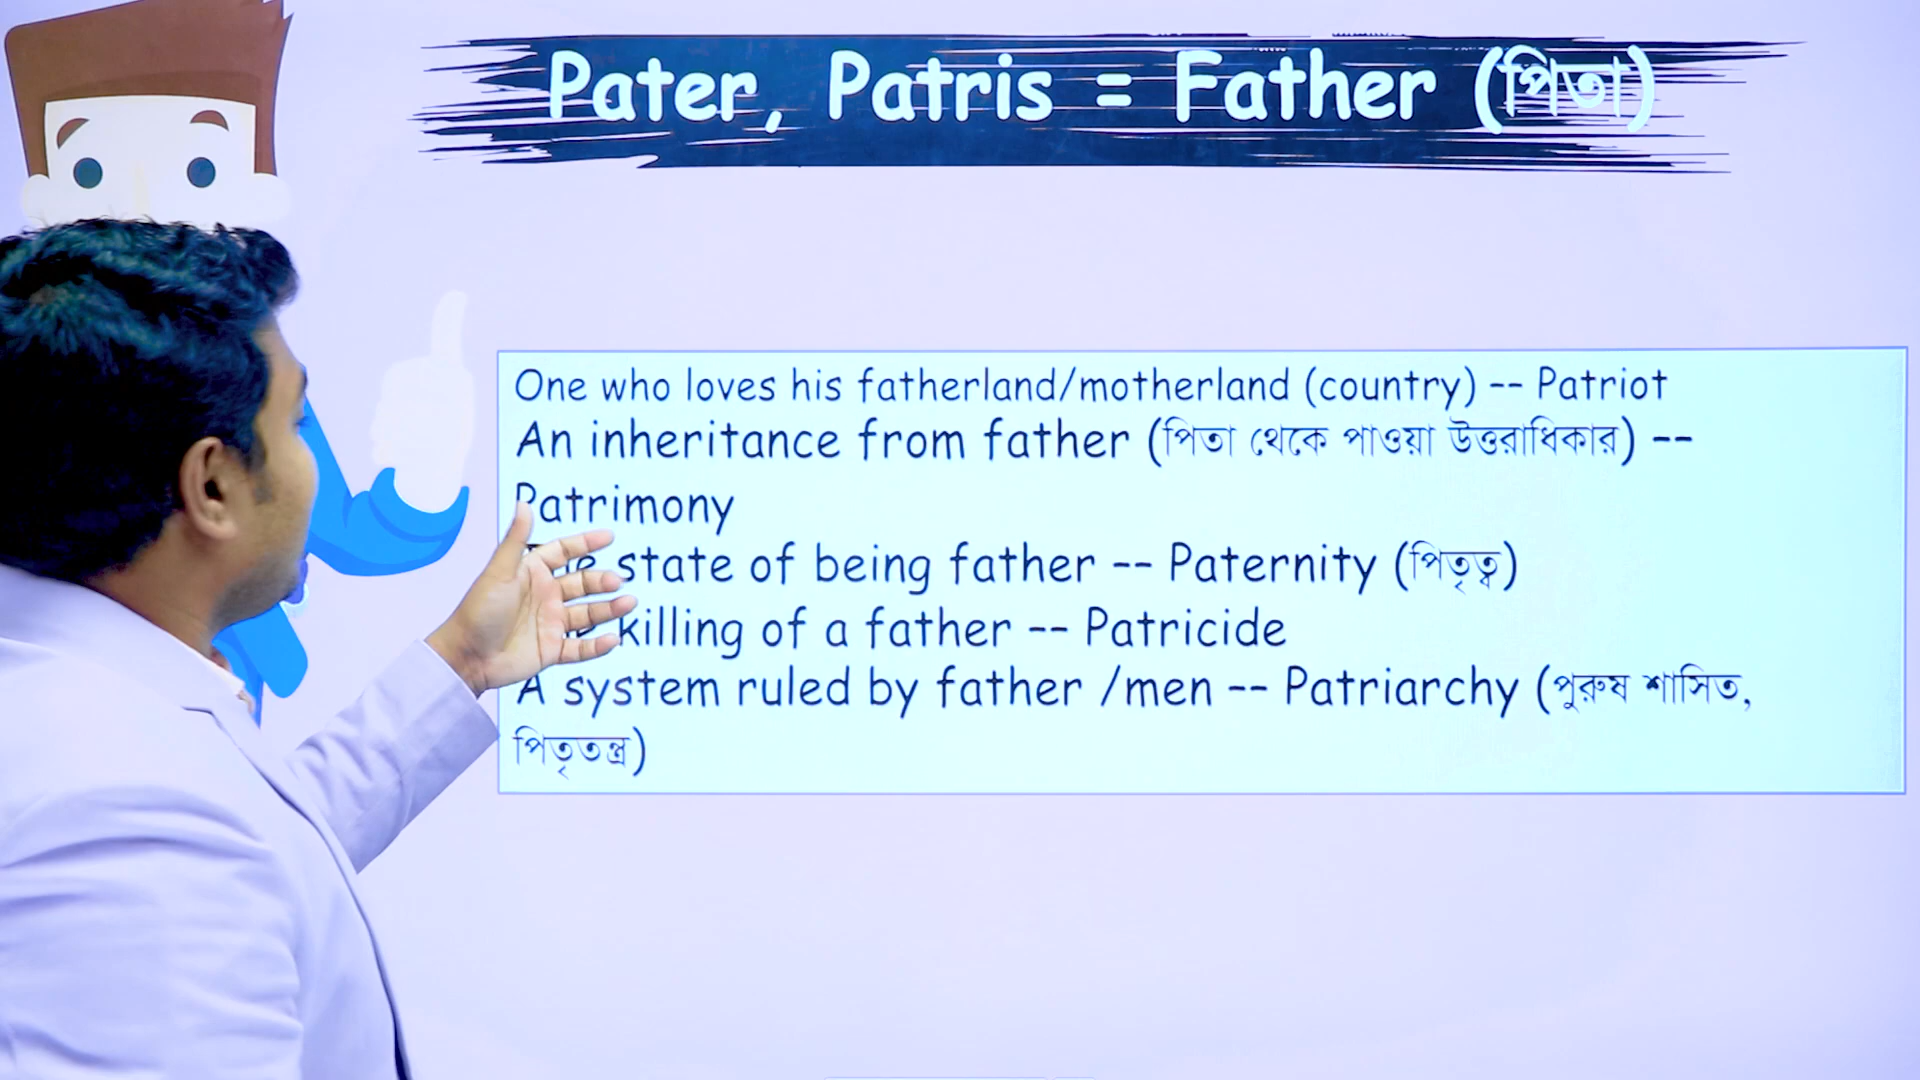 Pater, Patris = Father (পিতা)
One who loves his fatherland/motherland (country) -- Patriot
An inheritance from father (পিতা থেকে পাওয়া উত্তরাধিকার) --
Patrimony
state of being father -- Paternity (পিতৃত্ব)
killing of a father -- Patricide
A system ruled by father /men -- Patriarchy (পুরুষ শাসিত,
পিতৃতন্ত্র)